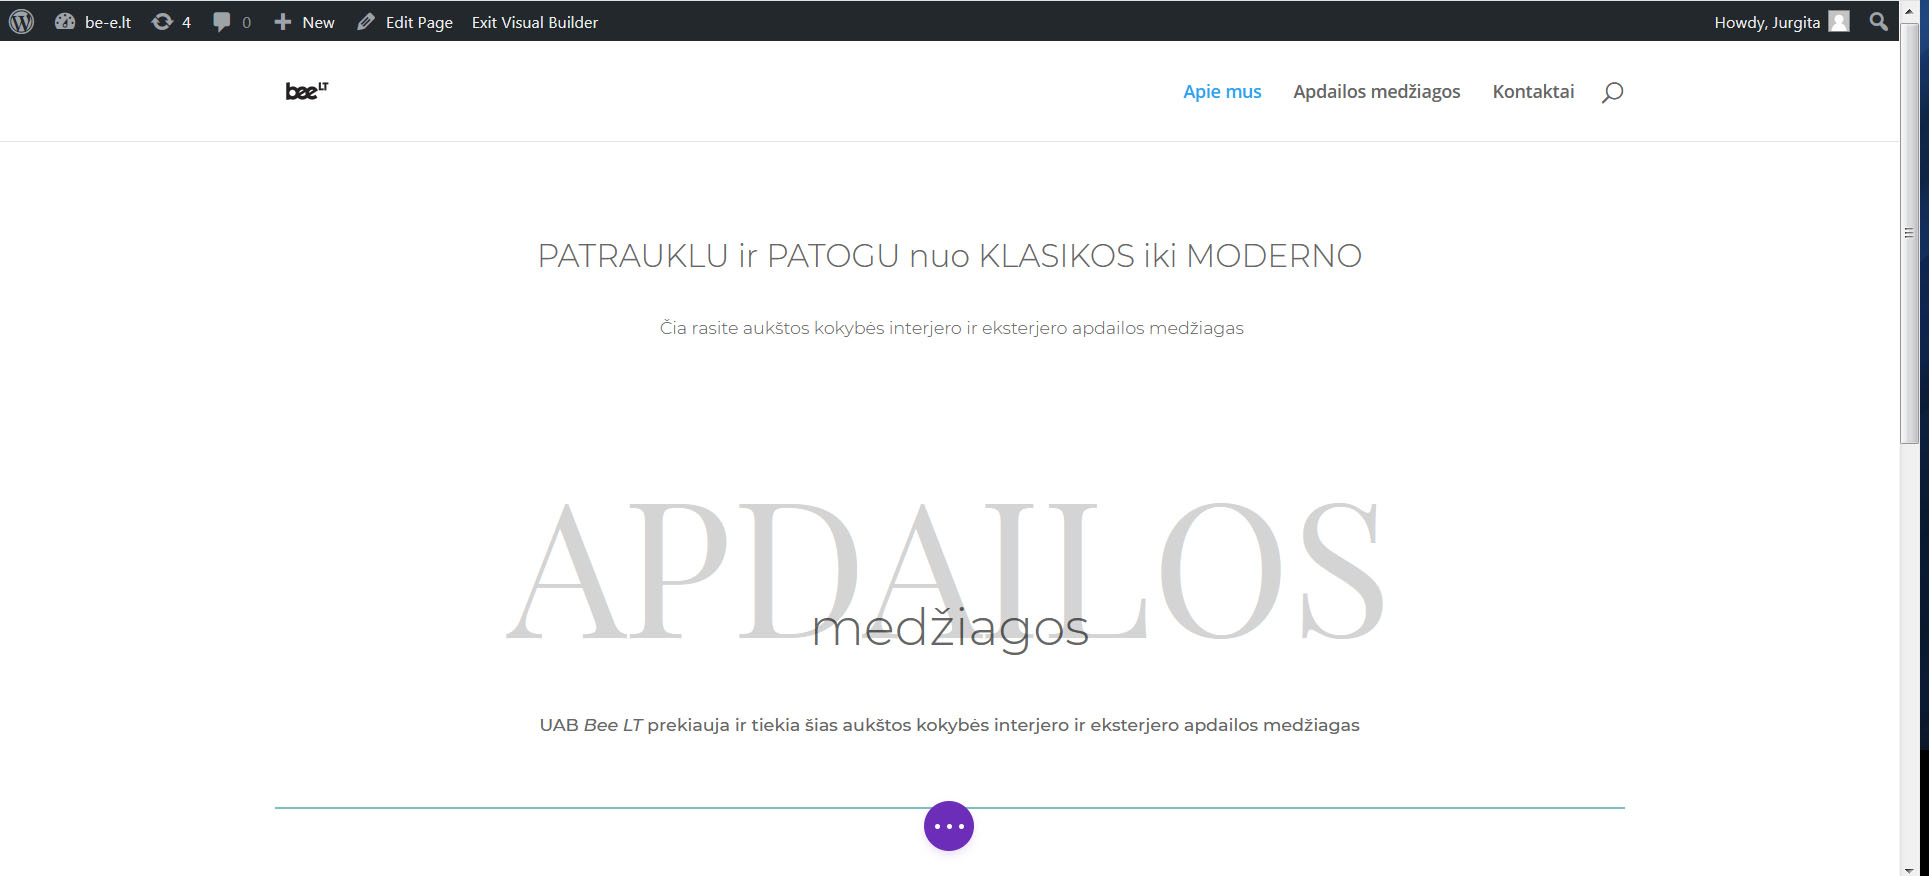 be-e.lt 4 0 New Edit Page Exit Visual Builder Howdy, Jurgita
bee LT Apie mus Apdailos medžiagos Kontaktai
PATRAUKLU ir PATOGU nuo KLASIKOS iki MODERNO
Čia rasite aukštos kokybės interjero ir eksterjero apdailos medžiagas
APDAILOS
medžiagos
UAB Bee LT prekiauja ir tiekia šias aukštos kokybės interjero ir eksterjero apdailos medžiagas